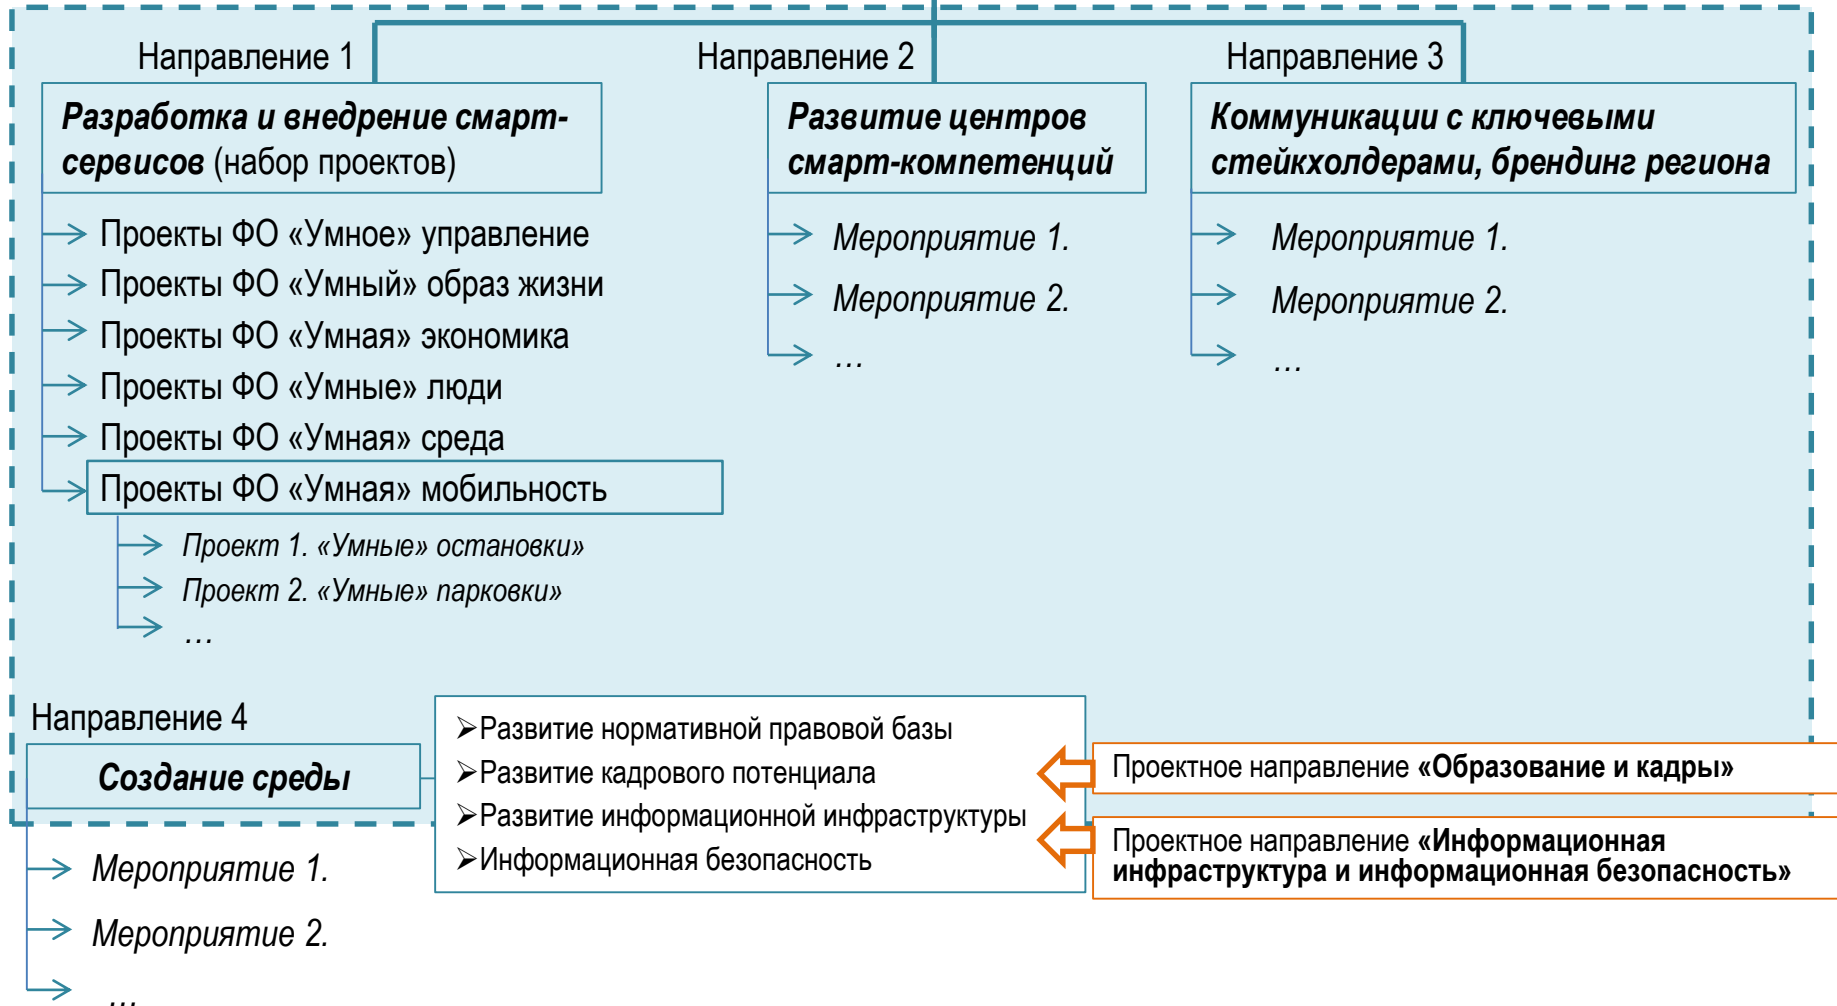 Направление 1
Разработка и внедрение смарт-
сервисов (набор проектов)
Проекты ФО «Умное» управление
Проекты ФО «Умный» образ жизни
Проекты ФО «Умная» экономика
Проекты ФО «Умные» люди
Проекты ФО «Умная» среда
Проекты ФО «Умная» мобильность
Проект 1. «Умные» остановки»
Проект 2. «Умные» парковки»
…
Направление 2
Развитие центров
смарт-компетенций
Мероприятие 1.
Мероприятие 2.
…
Направление 3
Коммуникации с ключевыми
стейкхолдерами, брендинг региона
Мероприятие 1.
Мероприятие 2.
…
Направление 4
Создание среды
Мероприятие 1.
Мероприятие 2.
…
➢Развитие нормативной правовой базы
➢Развитие кадрового потенциала
➢Развитие информационной инфраструктуры
➢Информационная безопасность
Проектное направление «Образование и кадры»
Проектное направление «Информационная
инфраструктура и информационная безопасность»